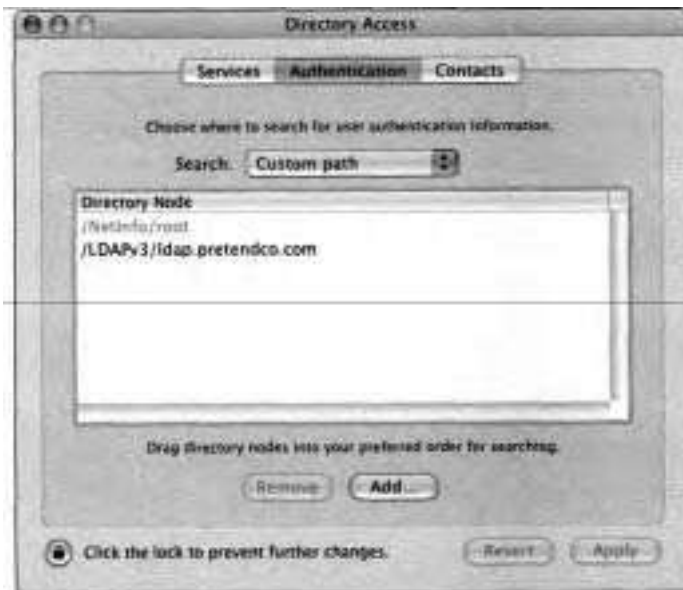 Directory Access
Services Authentication Contacts
Choose where to search for user authentication information.
Search: Custom path
Directory Node
/NetInfo/root
/LDAPv3/ldap.pretendco.com
Drag directory nodes into your preferred order for searching.
Remove Add...
Click the lock to prevent further changes. Revert Apply